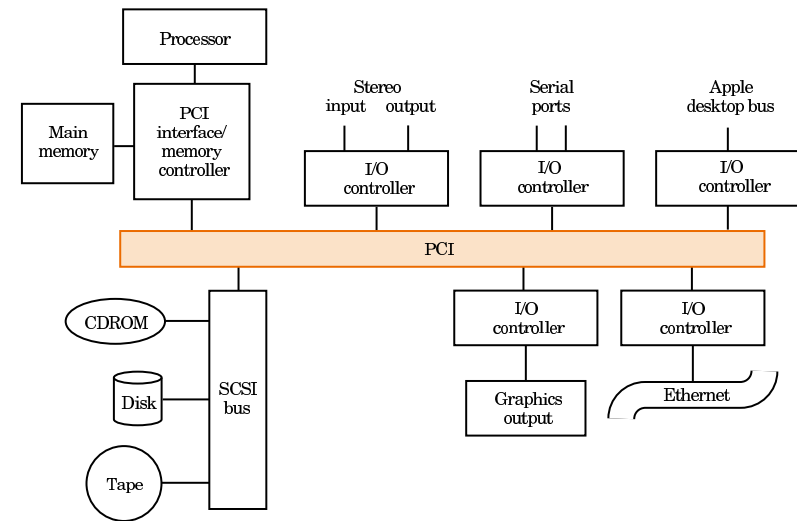 Processor
Main
memory
PCI
interface/
memory
controller
Stereo
input output
Serial
ports
Apple
desktop bus
I/O
controller
I/O
controller
I/O
controller
PCI
CDROM
Disk
Tape
SCSI
bus
I/O
controller
I/O
controller
Graphics
output
Ethernet